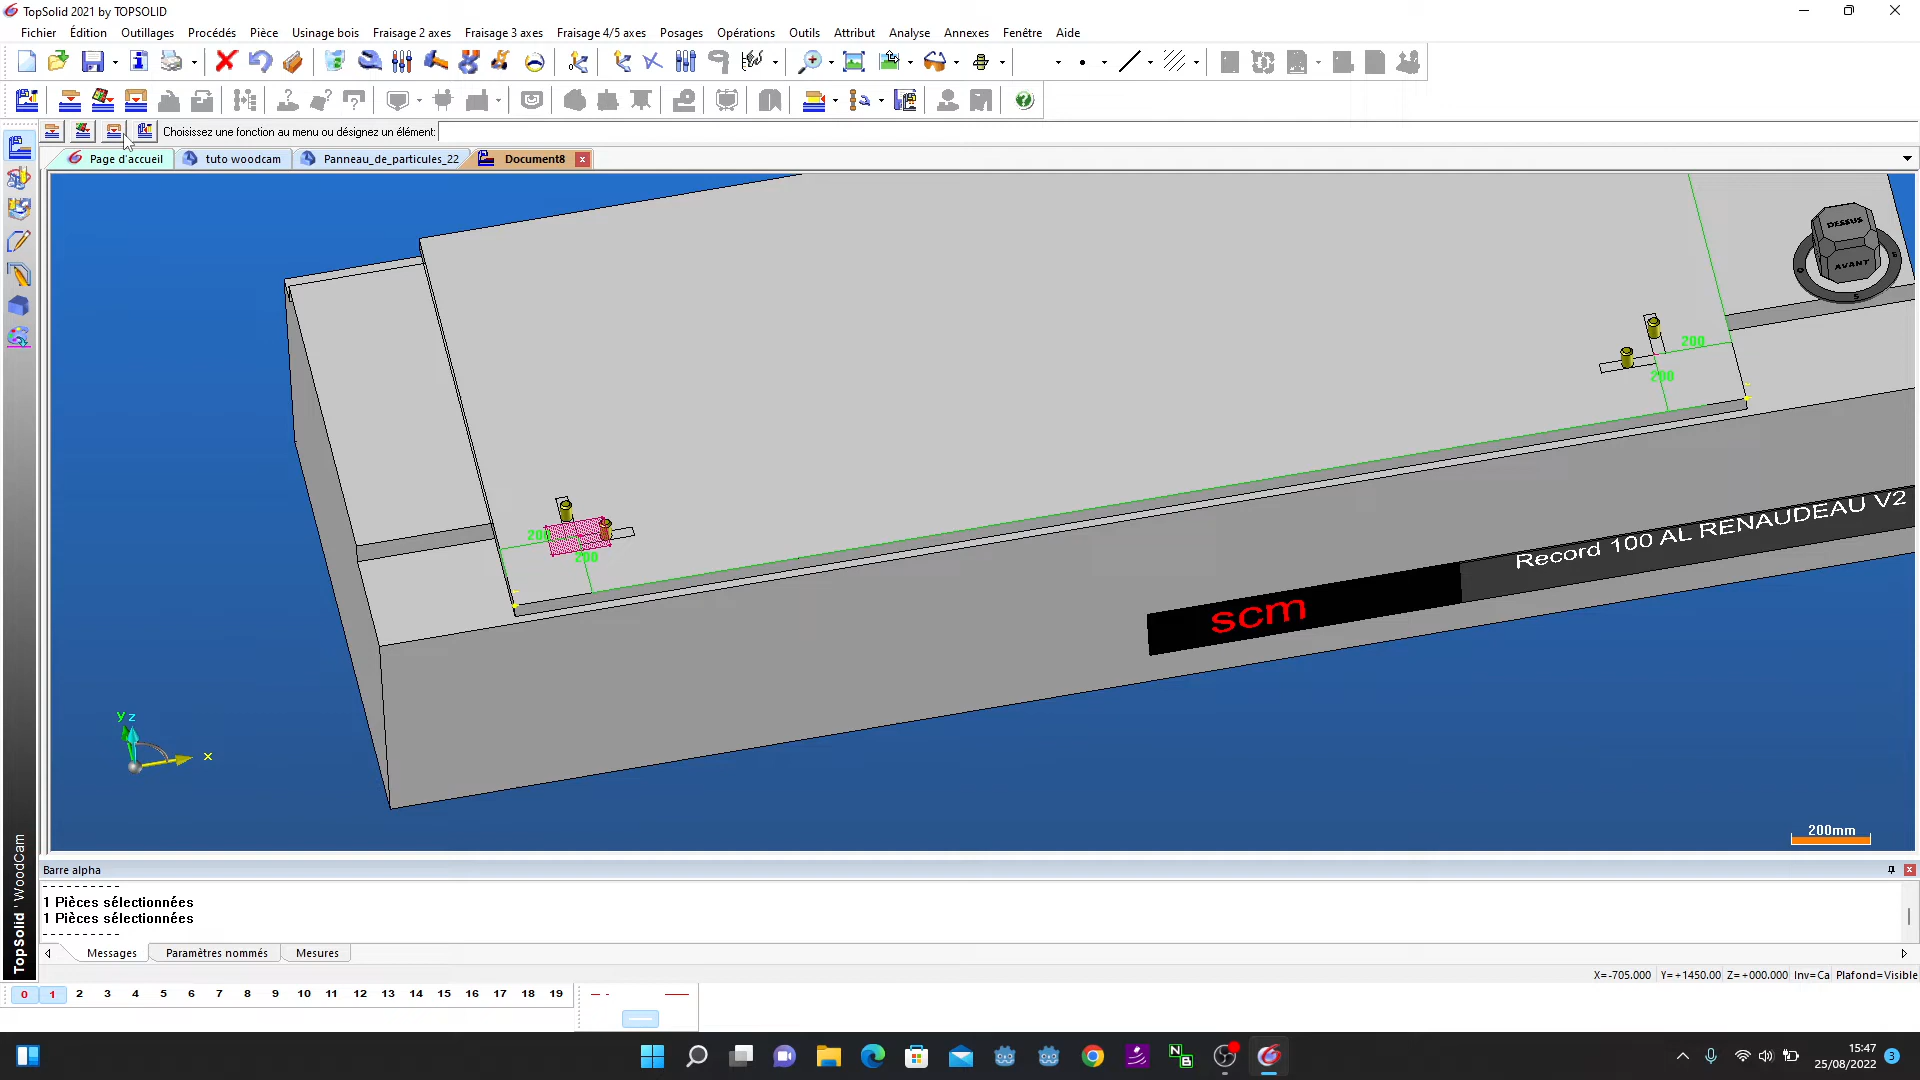 TopSolid 2021 by TOPSOLID
Fichier Édition Outillages Procédés Pièce Usinage bois Fraisage 2 axes Fraisage 3 axes Fraisage 4/5 axes Posages Opérations Outils Attribut Analyse Annexes Fenêtre Aide
Choisissez une fonction au menu ou désignez un élément:
Page d'accueil tuto woodcam Panneau_de_particules_22 Document8
DESSUS
AVANT
200
200
200
200
Record 100 AL RENAUDEAU V2
scm
y z
x
200mm
TopSolid ' WoodCam
Barre alpha
----------
1 Pièces sélectionnées
1 Pièces sélectionnées
----------
Messages Paramètres nommés Mesures
X=-705.000 Y=+1450.00 Z=+000.000 Inv=Ca Plafond=Visible
0 1 2 3 4 5 6 7 8 9 10 11 12 13 14 15 16 17 18 19
15:47
25/08/2022
3